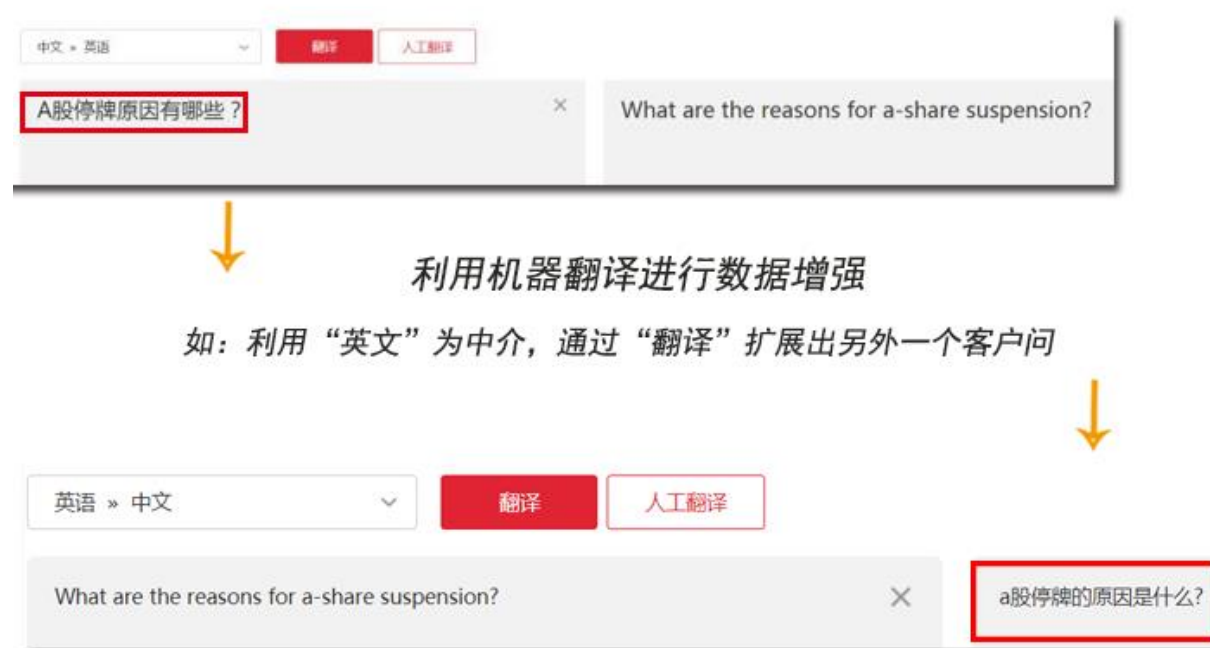 中文 » 英语
翻译
人工翻译
A股停牌原因有哪些？
×
What are the reasons for a-share suspension?
利用机器翻译进行数据增强
如：利用“英文”为中介，通过“翻译”扩展出另外一个客户问
英语 » 中文
翻译
人工翻译
What are the reasons for a-share suspension?
×
a股停牌的原因是什么?